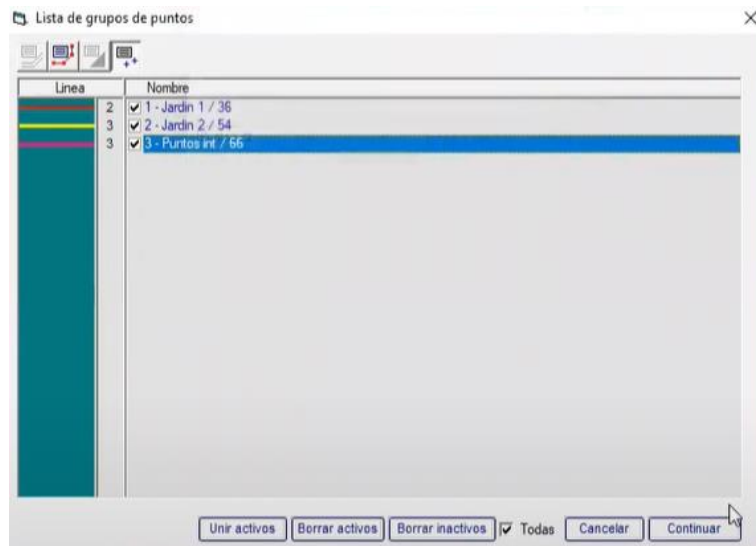 Lista de grupos de puntos
Linea Nombre
2 1 - Jardin 1 / 36
3 2 - Jardin 2 / 54
3 3 - Puntos int / 66
Unir activos Borrar activos Borrar inactivos Todas Cancelar Continuar